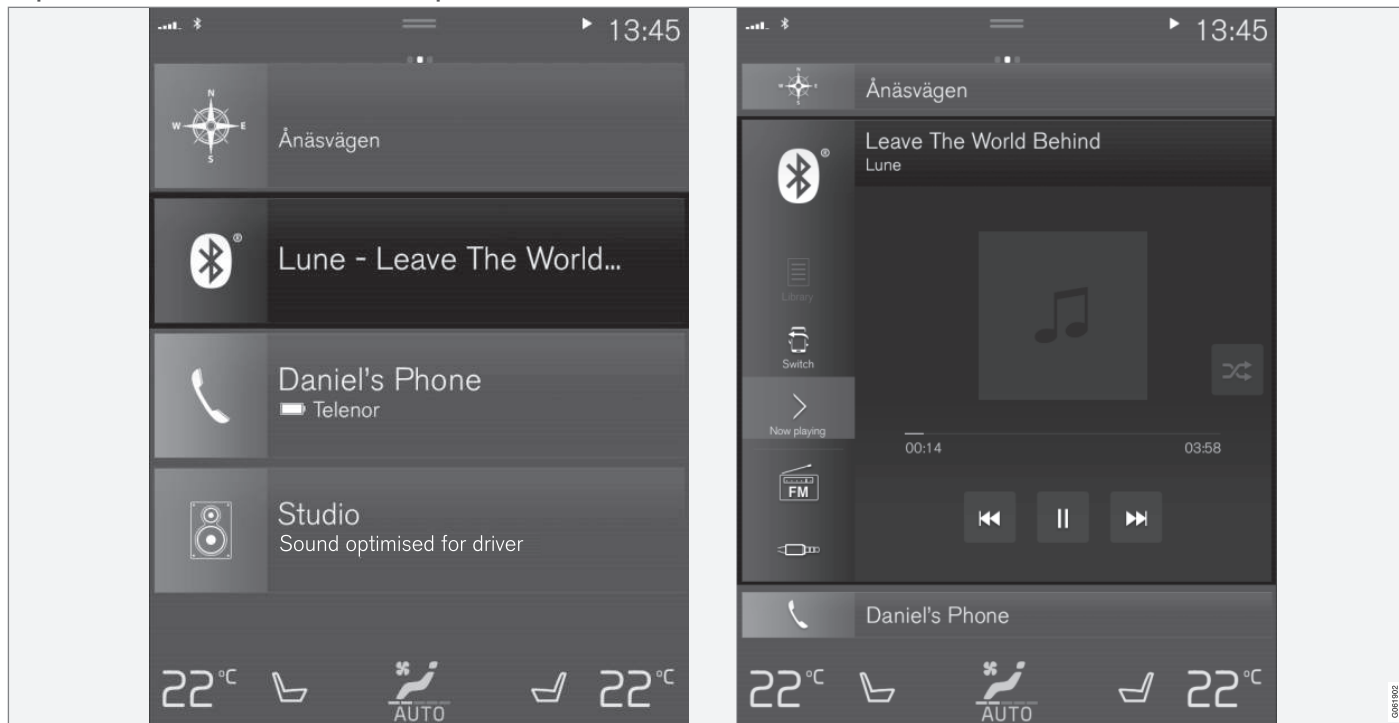 13:45
N
W E
S
Ånäsvägen
®
Lune - Leave The World...
Daniel's Phone
Telenor
Studio
Sound optimised for driver
22°C
AUTO
22°C
13:45
N
W E
S
Ånäsvägen
®
Leave The World Behind
Lune
Library
Switch
Now playing
00:14 03:58
FM
Daniel's Phone
22°C
AUTO
22°C
G061902